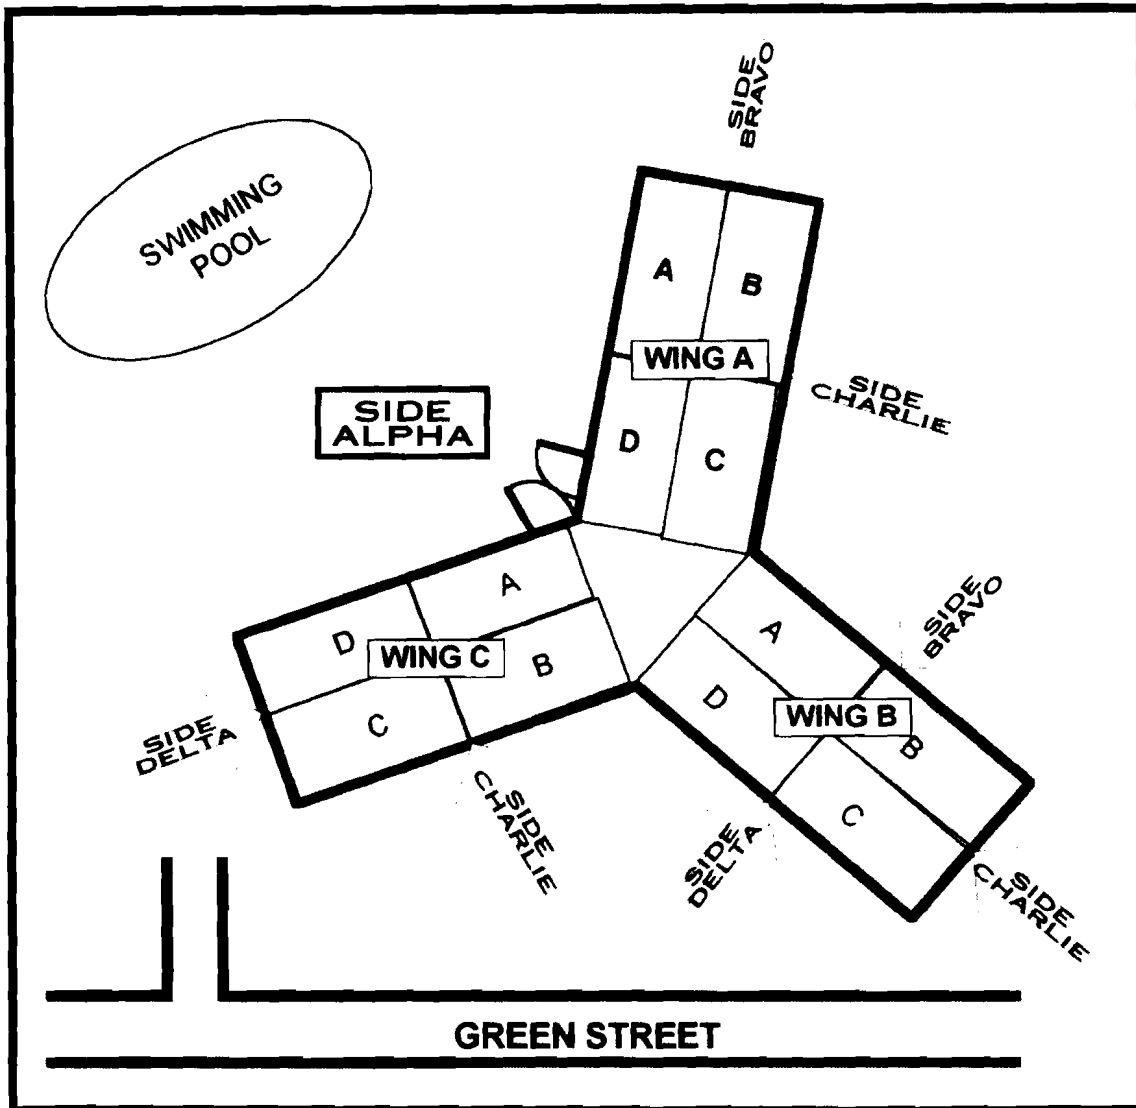 SIDE
BRAVO
SWIMMING
POOL
A
B
WING A
SIDE
ALPHA
SIDE
CHARLIE
D
C
A
D
WING C
B
C
SIDE
DELTA
SIDE
CHARLIE
SIDE
BRAVO
A
D
WING B
B
C
SIDE
DELTA
SIDE
CHARLIE
GREEN STREET